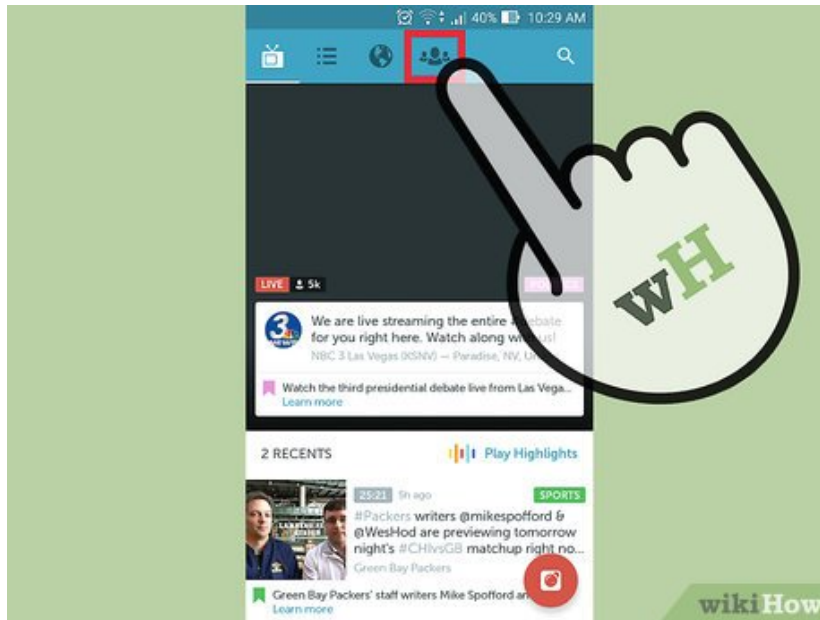 40% 10:29 AM
LIVE 5k
3
NEWS
We are live streaming the entire
for you right here. Watch along
NBC 3 Las Vegas (KSNV) — Paradise, NV,
Watch the third presidential debate live from Las Vega...
Learn more
wH
2 RECENTS Play Highlights
25:21 5h ago SPORTS
#Packers writers @mikespofford &
@WesHod are previewing tomorrow
night's #CHIvsGB matchup right no...
Green Bay Packers
Green Bay Packers' staff writers Mike Spofford
Learn more
wikiHow